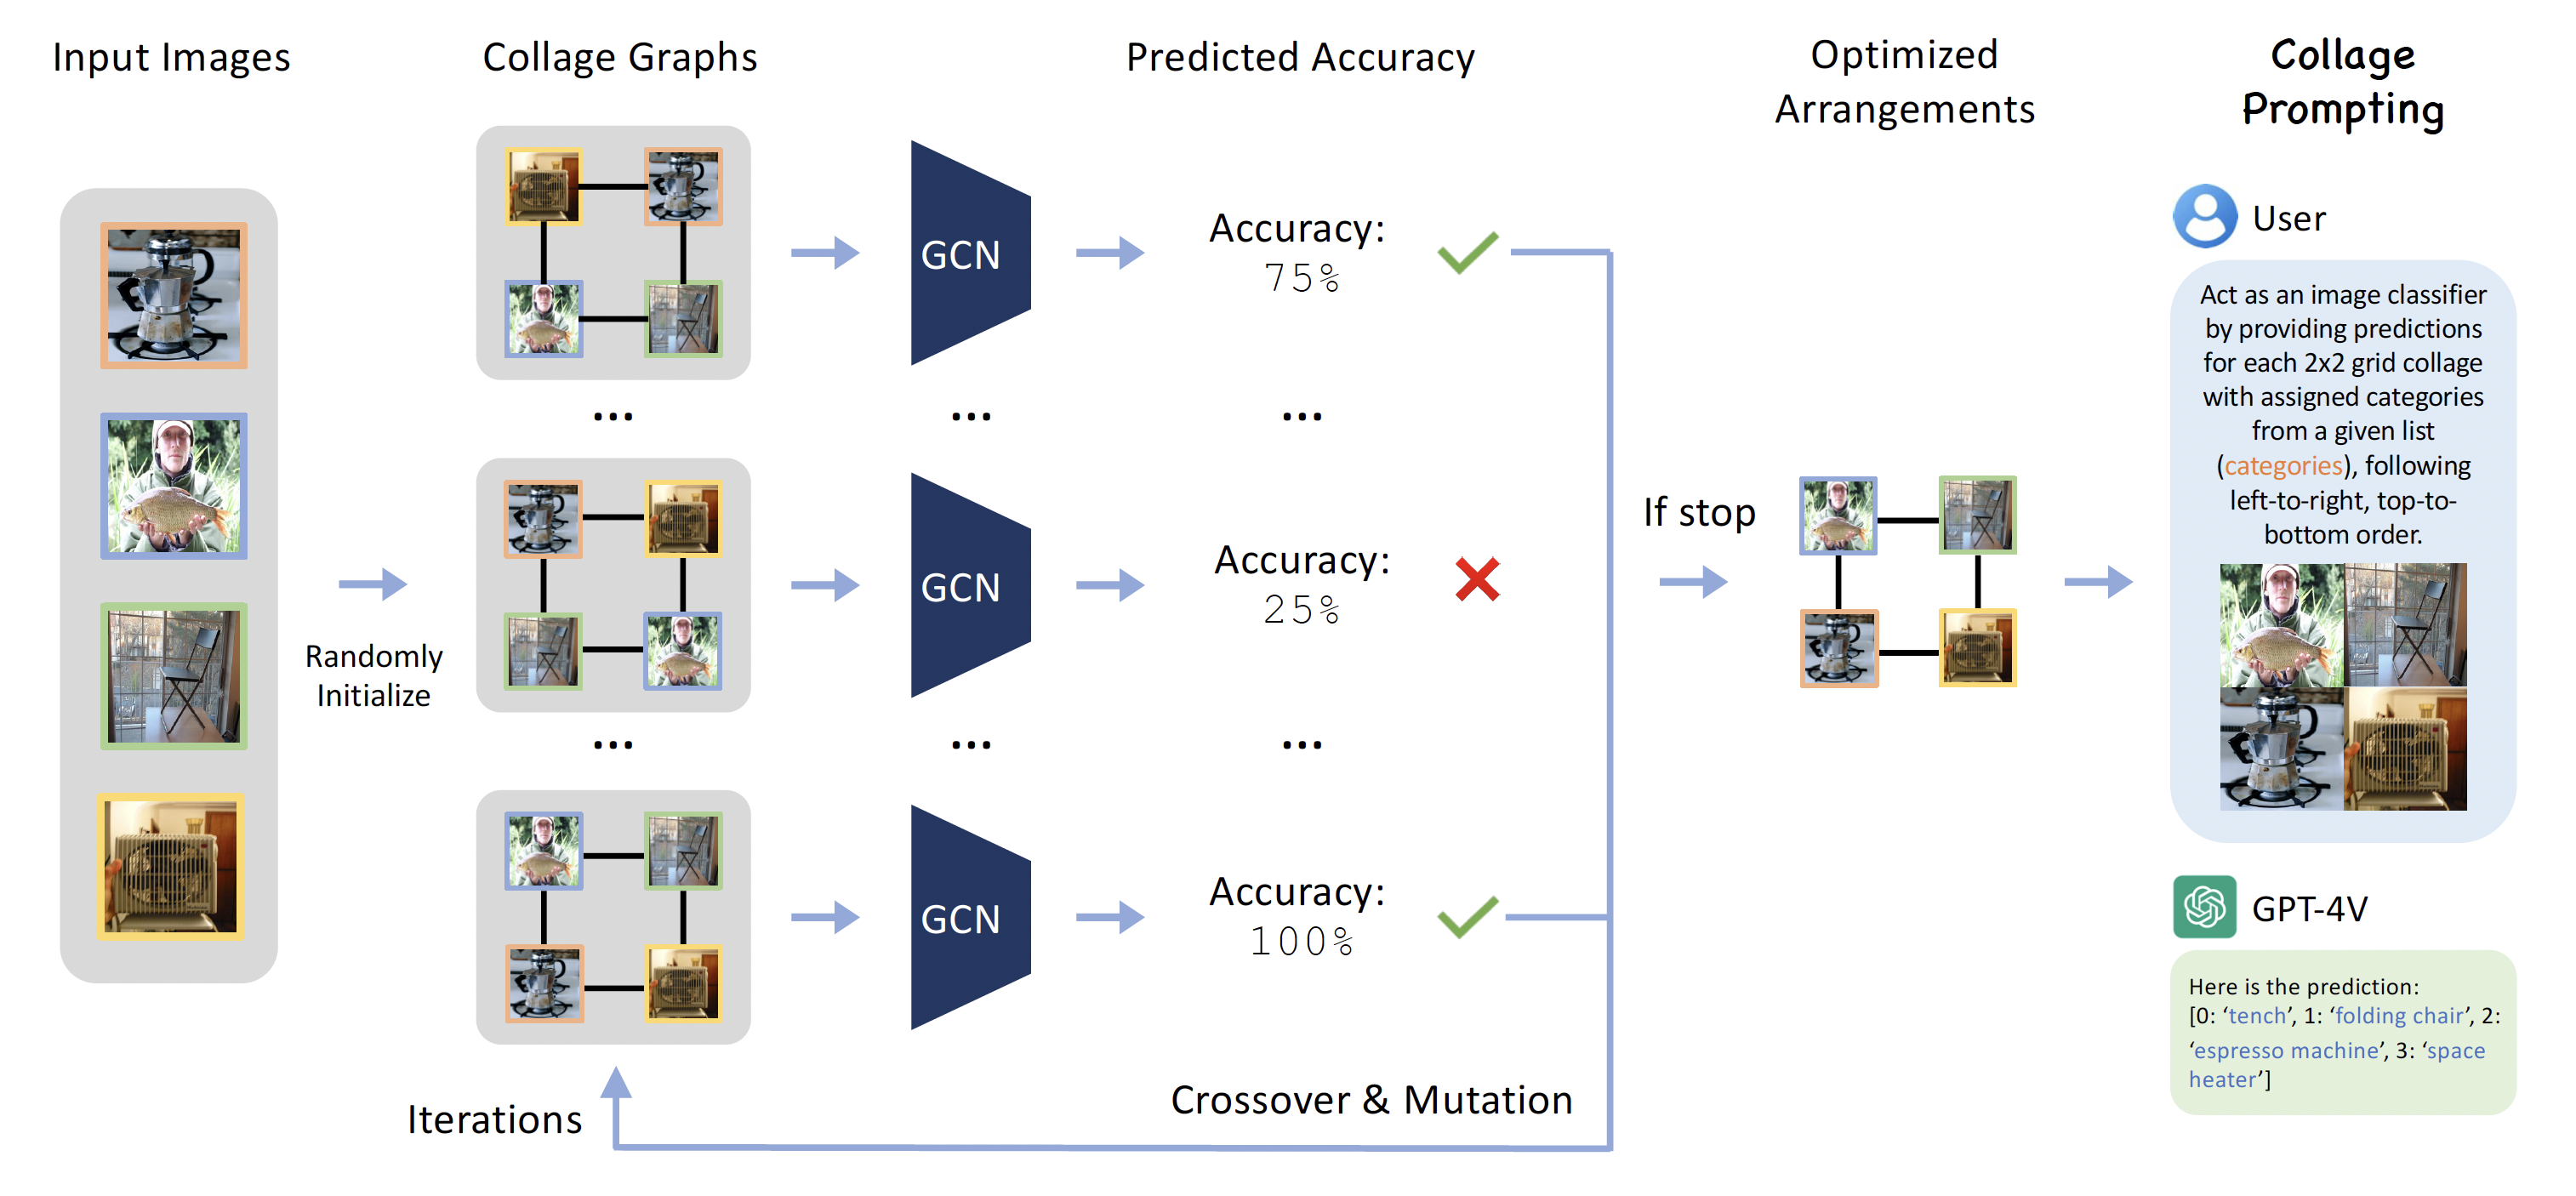 Input Images
Collage Graphs
Predicted Accuracy
Optimized
Arrangements
Collage
Prompting
Randomly
Initialize
GCN
Accuracy:
75%
...
...
...
GCN
Accuracy:
25%
...
...
...
GCN
Accuracy:
100%
Iterations
Crossover & Mutation
If stop
User
Act as an image classifier
by providing predictions
for each 2x2 grid collage
with assigned categories
from a given list
(categories), following
left-to-right, top-to-
bottom order.
GPT-4V
Here is the prediction:
[0: ‘tench’, 1: ‘folding chair’, 2:
‘espresso machine’, 3: ‘space
heater’]